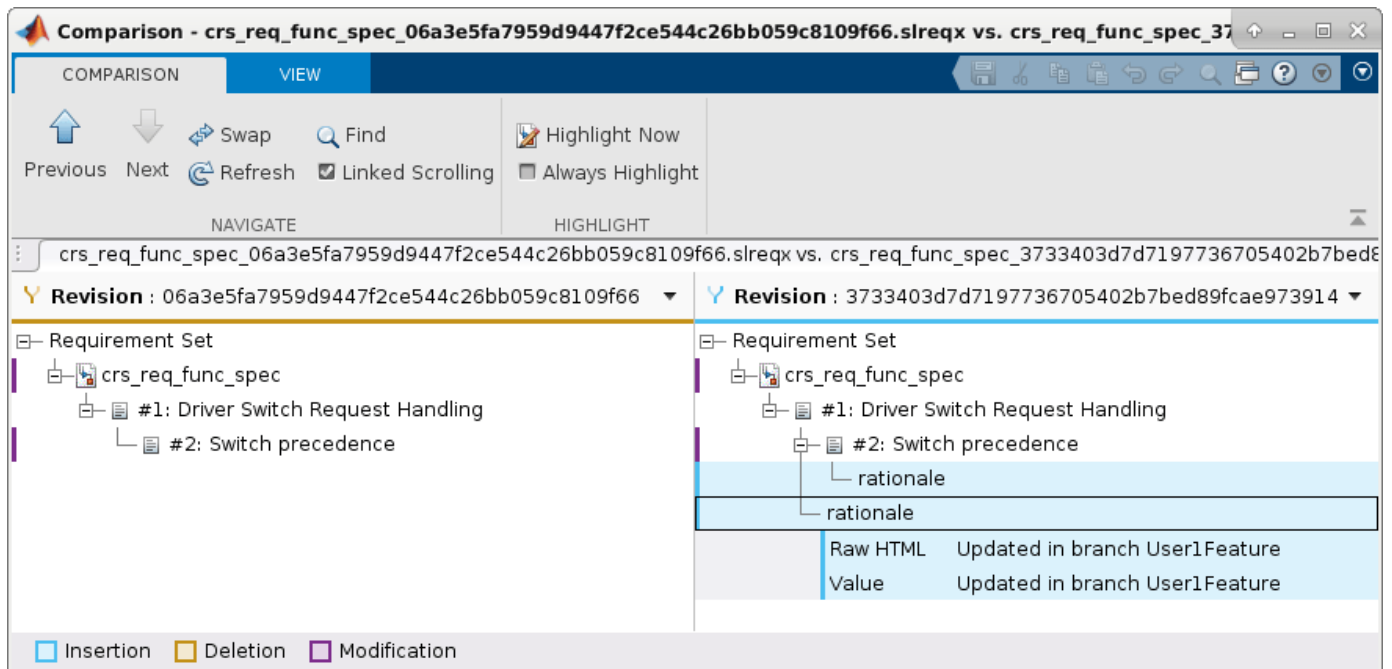 Comparison - crs_req_func_spec_06a3e5fa7959d9447f2ce544c26bb059c8109f66.slreqx vs. crs_req_func_spec_37
COMPARISON VIEW
Previous Next Swap Find Highlight Now
Refresh Linked Scrolling Always Highlight
NAVIGATE HIGHLIGHT
crs_req_func_spec_06a3e5fa7959d9447f2ce544c26bb059c8109f66.slreqx vs. crs_req_func_spec_3733403d7d7197736705402b7bed8
Revision : 06a3e5fa7959d9447f2ce544c26bb059c8109f66 Revision : 3733403d7d7197736705402b7bed89fcae973914
Requirement Set Requirement Set
crs_req_func_spec crs_req_func_spec
#1: Driver Switch Request Handling #1: Driver Switch Request Handling
#2: Switch precedence #2: Switch precedence
rationale
rationale
Raw HTML Updated in branch User1Feature
Value Updated in branch User1Feature
Insertion Deletion Modification